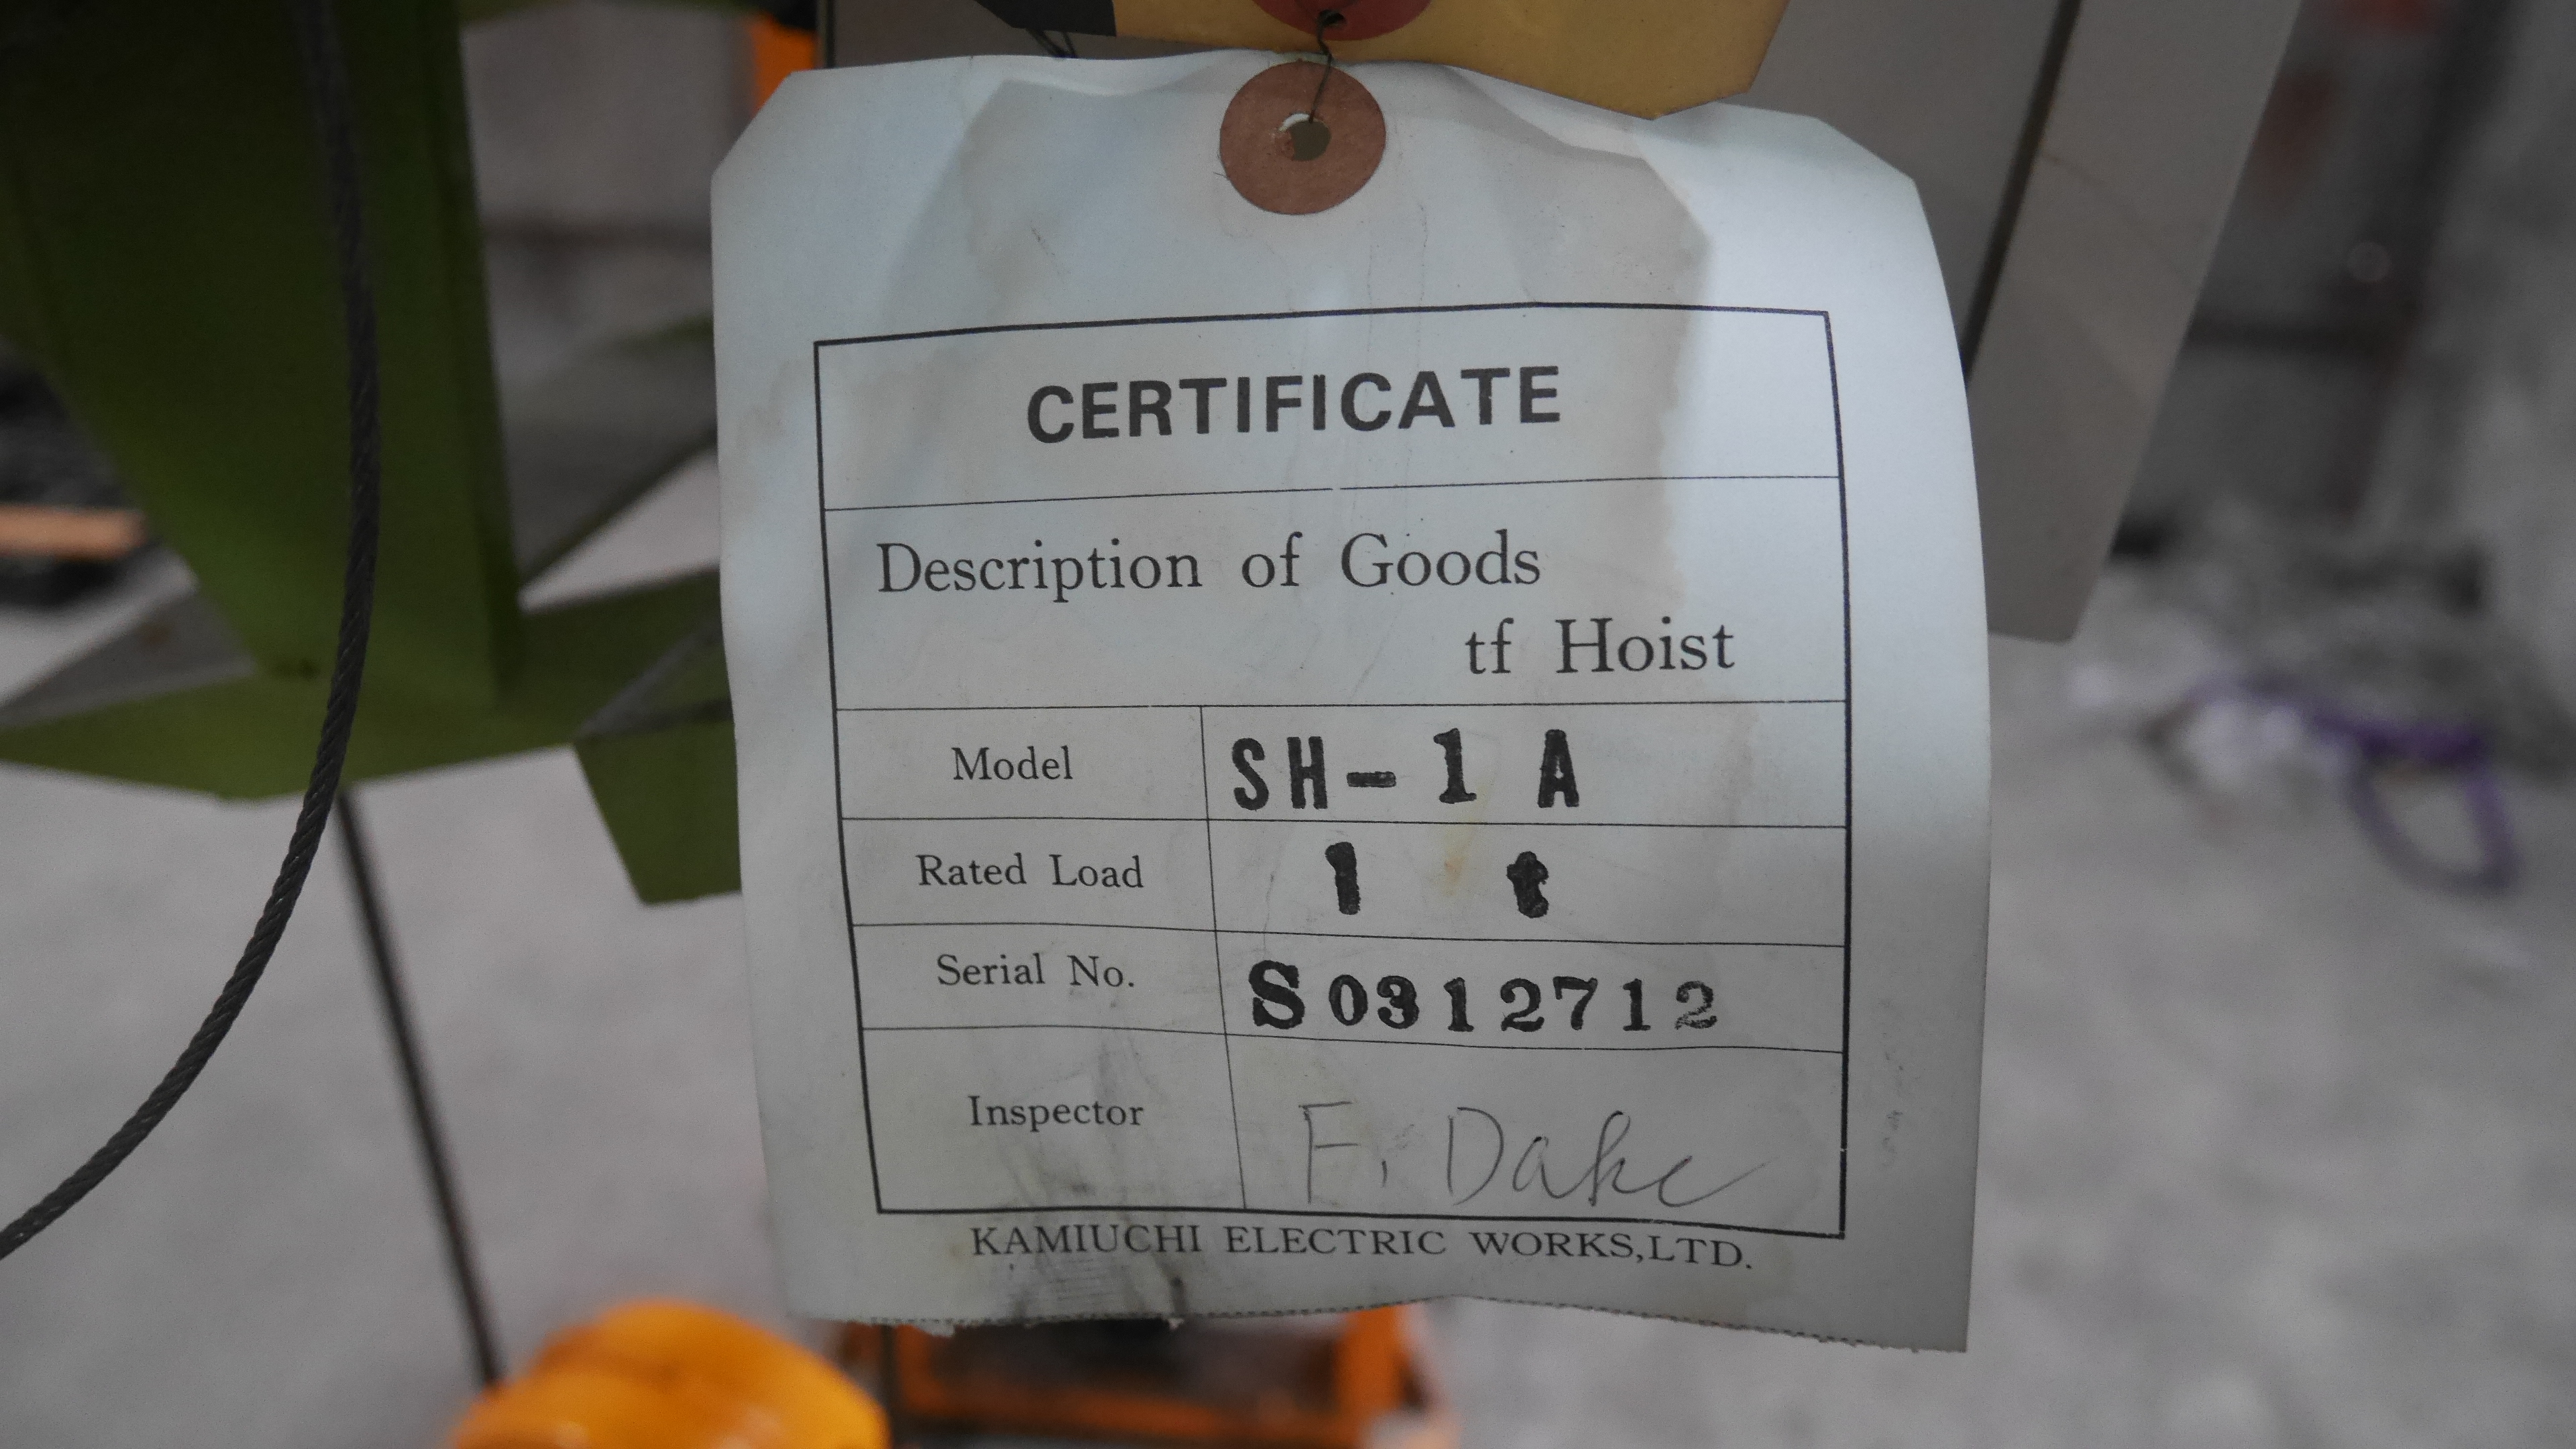 CERTIFICATE
Description of Goods
tf Hoist
Model SH-1 A
Rated Load 1 t
Serial No. S0312712
Inspector F. Dake
KAMIUCHI ELECTRIC WORKS,LTD.